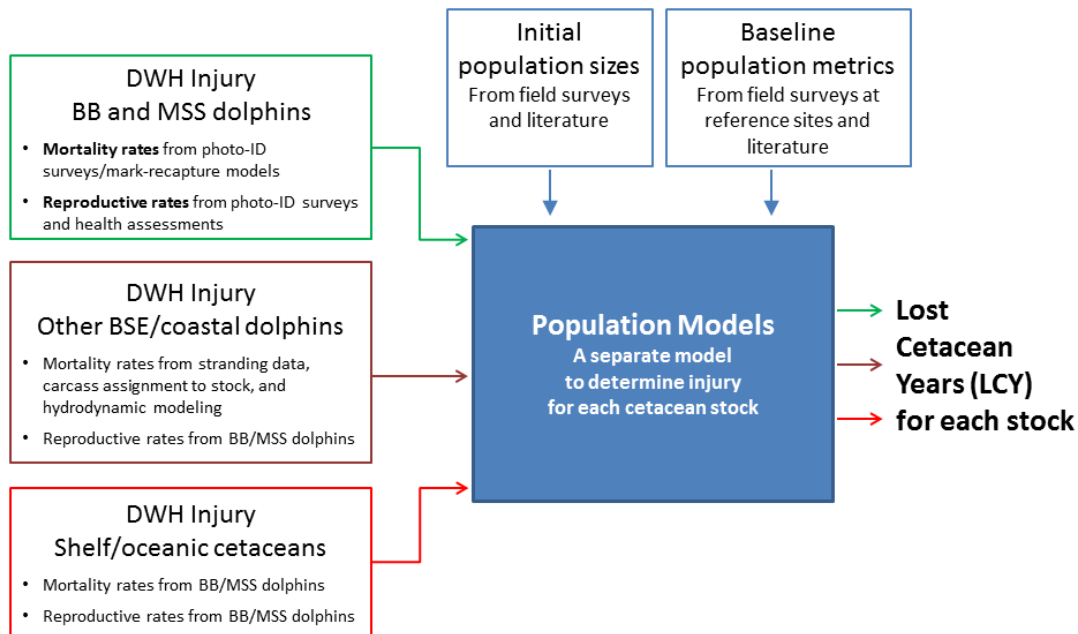 DWH Injury
BB and MSS dolphins
• Mortality rates from photo-ID
surveys/mark-recapture models
• Reproductive rates from photo-ID surveys
and health assessments
DWH Injury
Other BSE/coastal dolphins
• Mortality rates from stranding data,
carcass assignment to stock, and
hydrodynamic modeling
• Reproductive rates from BB/MSS dolphins
DWH Injury
Shelf/oceanic cetaceans
• Mortality rates from BB/MSS dolphins
• Reproductive rates from BB/MSS dolphins
Initial
population sizes
From field surveys
and literature
Baseline
population metrics
From field surveys at
reference sites and
literature
Population Models
A separate model
to determine injury
for each cetacean stock
Lost
Cetacean
Years (LCY)
for each stock